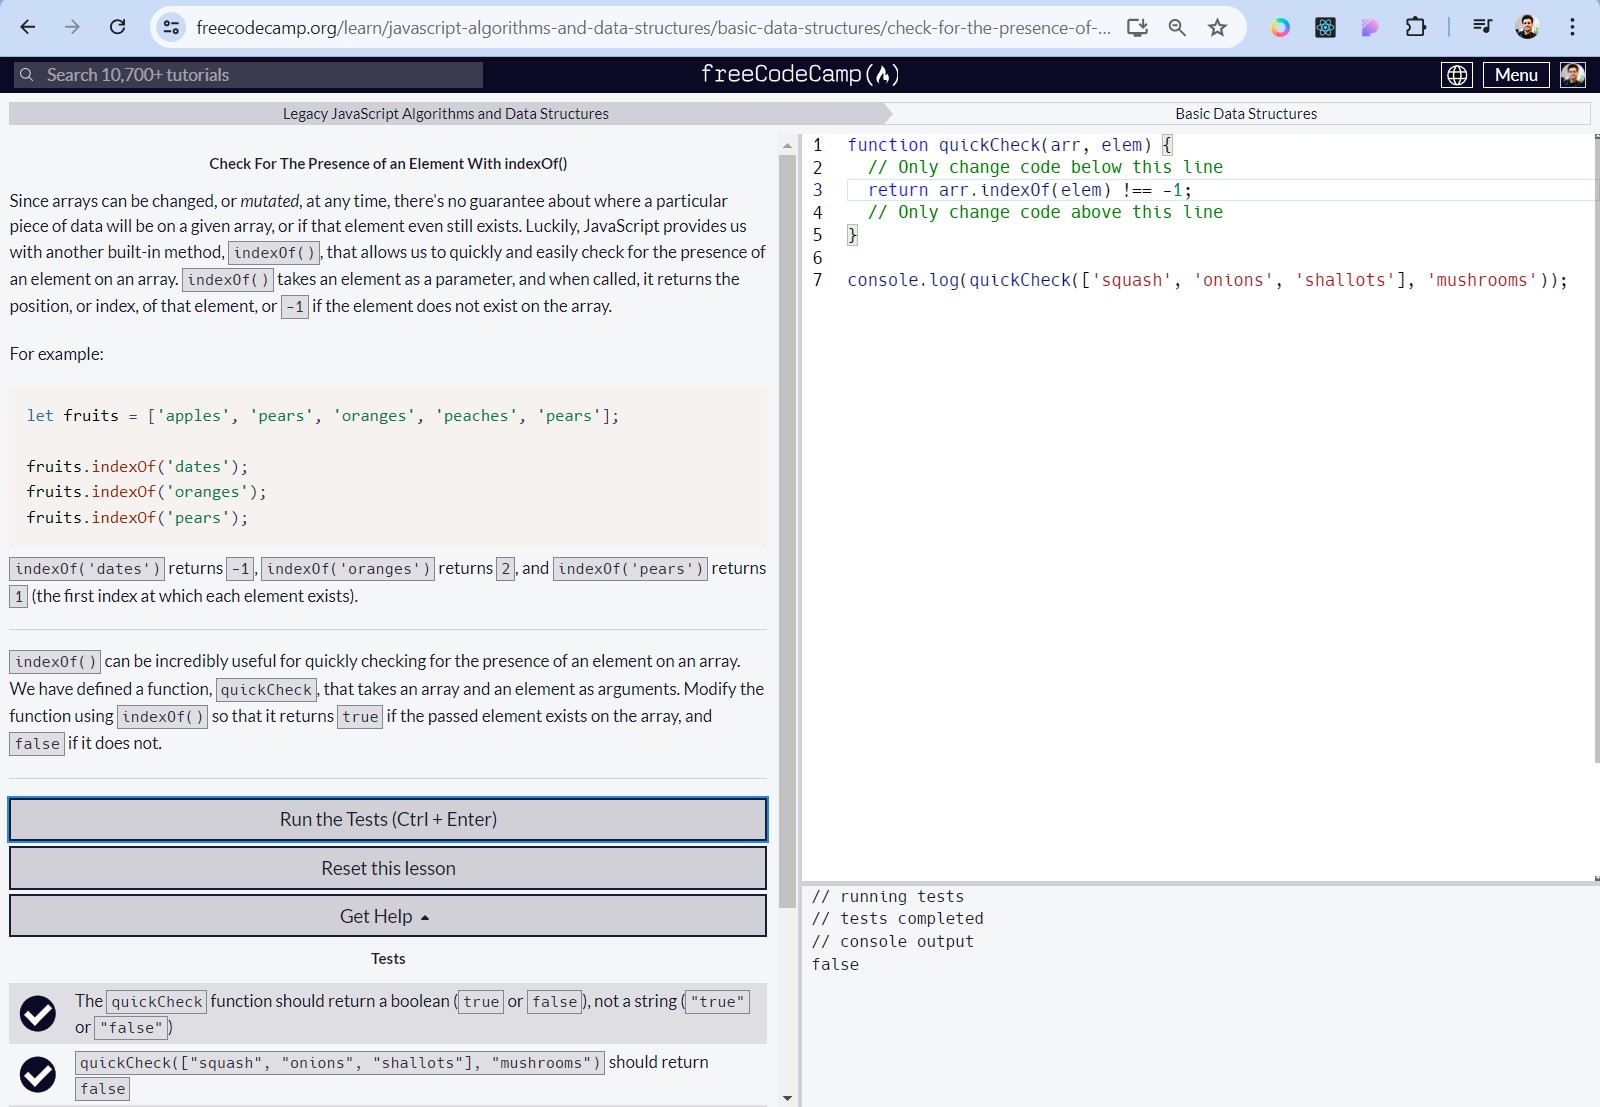 freecodecamp.org/learn/javascript-algorithms-and-data-structures/basic-data-structures/check-for-the-presence-of-...
Search 10,700+ tutorials
freeCodeCamp
Menu
Legacy JavaScript Algorithms and Data Structures
Basic Data Structures
Check For The Presence of an Element With indexOf()
Since arrays can be changed, or mutated, at any time, there's no guarantee about where a particular
piece of data will be on a given array, or if that element even still exists. Luckily, JavaScript provides us
with another built-in method, indexOf(), that allows us to quickly and easily check for the presence of
an element on an array. indexOf() takes an element as a parameter, and when called, it returns the
position, or index, of that element, or -1 if the element does not exist on the array.
For example:
let fruits = ['apples', 'pears', 'oranges', 'peaches', 'pears'];
fruits.indexOf('dates');
fruits.indexOf('oranges');
fruits.indexOf('pears');
indexOf('dates') returns -1, indexOf('oranges') returns 2, and indexOf('pears') returns
1 (the first index at which each element exists).
indexOf() can be incredibly useful for quickly checking for the presence of an element on an array.
We have defined a function, quickCheck, that takes an array and an element as arguments. Modify the
function using indexOf() so that it returns true if the passed element exists on the array, and
false if it does not.
Run the Tests (Ctrl + Enter)
Reset this lesson
Get Help
Tests
The quickCheck function should return a boolean (true or false), not a string ("true"
or "false")
quickCheck(["squash", "onions", "shallots"], "mushrooms") should return
false
1 function quickCheck(arr, elem) {
2 // Only change code below this line
3 return arr.indexOf(elem) !== -1;
4 // Only change code above this line
5 }
6
7 console.log(quickCheck(['squash', 'onions', 'shallots'], 'mushrooms'));
// running tests
// tests completed
// console output
false